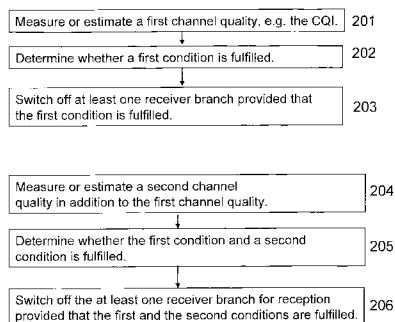 Measure or estimate a first channel quality, e.g. the CQI. 201
Determine whether a first condition is fulfilled. 202
Switch off at least one receiver branch provided that
the first condition is fulfilled. 203
Measure or estimate a second channel
quality in addition to the first channel quality. 204
Determine whether the first condition and a second
condition is fulfilled. 205
Switch off the at least one receiver branch for reception
provided that the first and the second conditions are fulfilled. 206